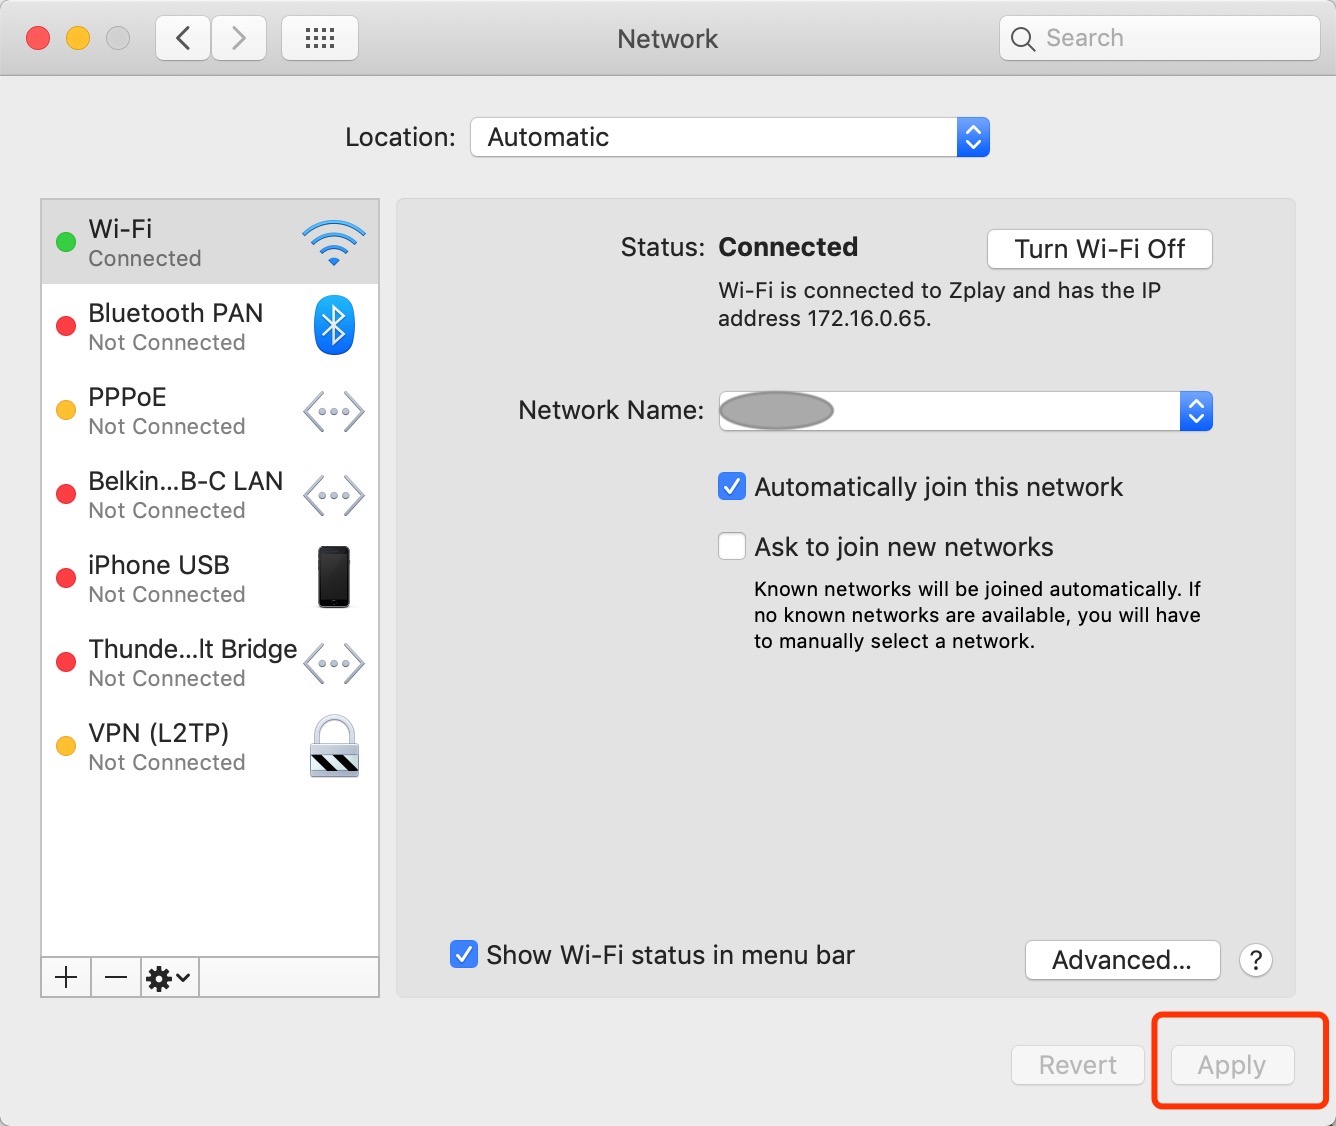 Network
Search
Location: Automatic
Wi-Fi
Connected
Bluetooth PAN
Not Connected
PPPoE
Not Connected
Belkin...B-C LAN
Not Connected
iPhone USB
Not Connected
Thunde...lt Bridge
Not Connected
VPN (L2TP)
Not Connected
Status: Connected
Turn Wi-Fi Off
Wi-Fi is connected to Zplay and has the IP
address 172.16.0.65.
Network Name:
Automatically join this network
Ask to join new networks
Known networks will be joined automatically. If
no known networks are available, you will have
to manually select a network.
Show Wi-Fi status in menu bar
Advanced...
?
Revert
Apply